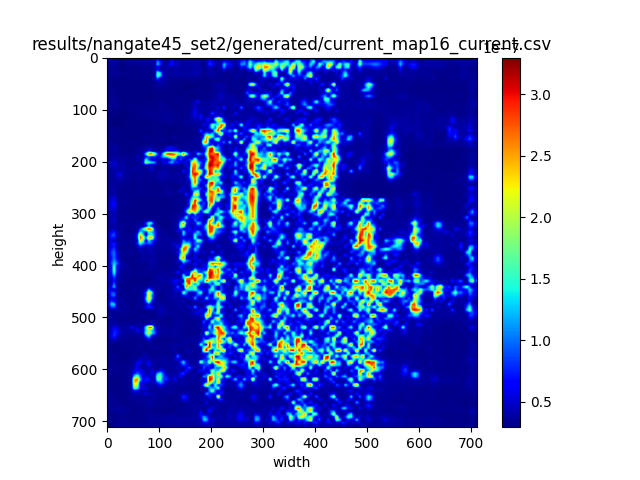 results/nangate45_set2/generated/current_map16_current.csv
1e−7
0
100
200
300
400
500
600
700
height
0 100 200 300 400 500 600 700
width
3.0
2.5
2.0
1.5
1.0
0.5